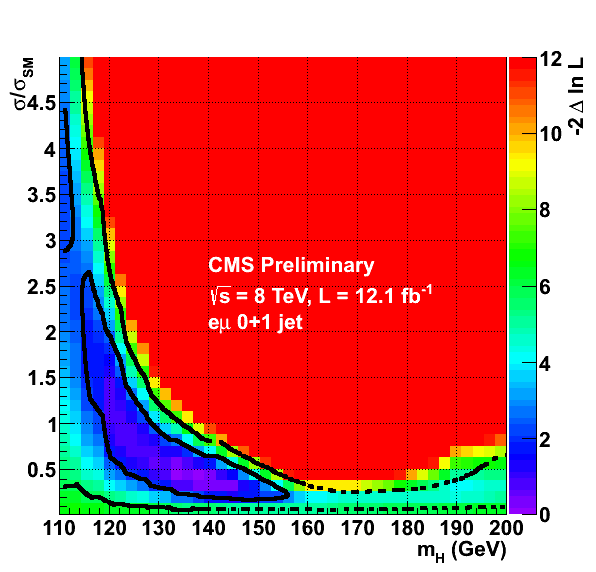 σ/σSM
4.5
4
3.5
3
2.5
2
1.5
1
0.5
CMS Preliminary
√s = 8 TeV, L = 12.1 fb-1
eμ 0+1 jet
110 120 130 140 150 160 170 180 190 200
mH (GeV)
12
10
8
6
4
2
0
-2 Δ ln L